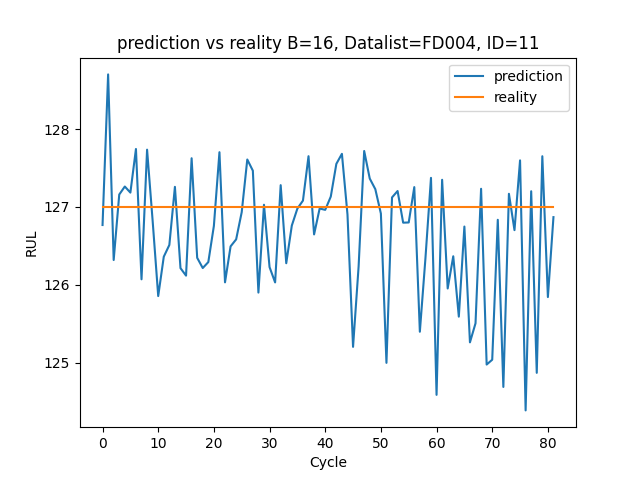 prediction vs reality B=16, Datalist=FD004, ID=11
prediction
reality
RUL
128
127
126
125
0 10 20 30 40 50 60 70 80
Cycle